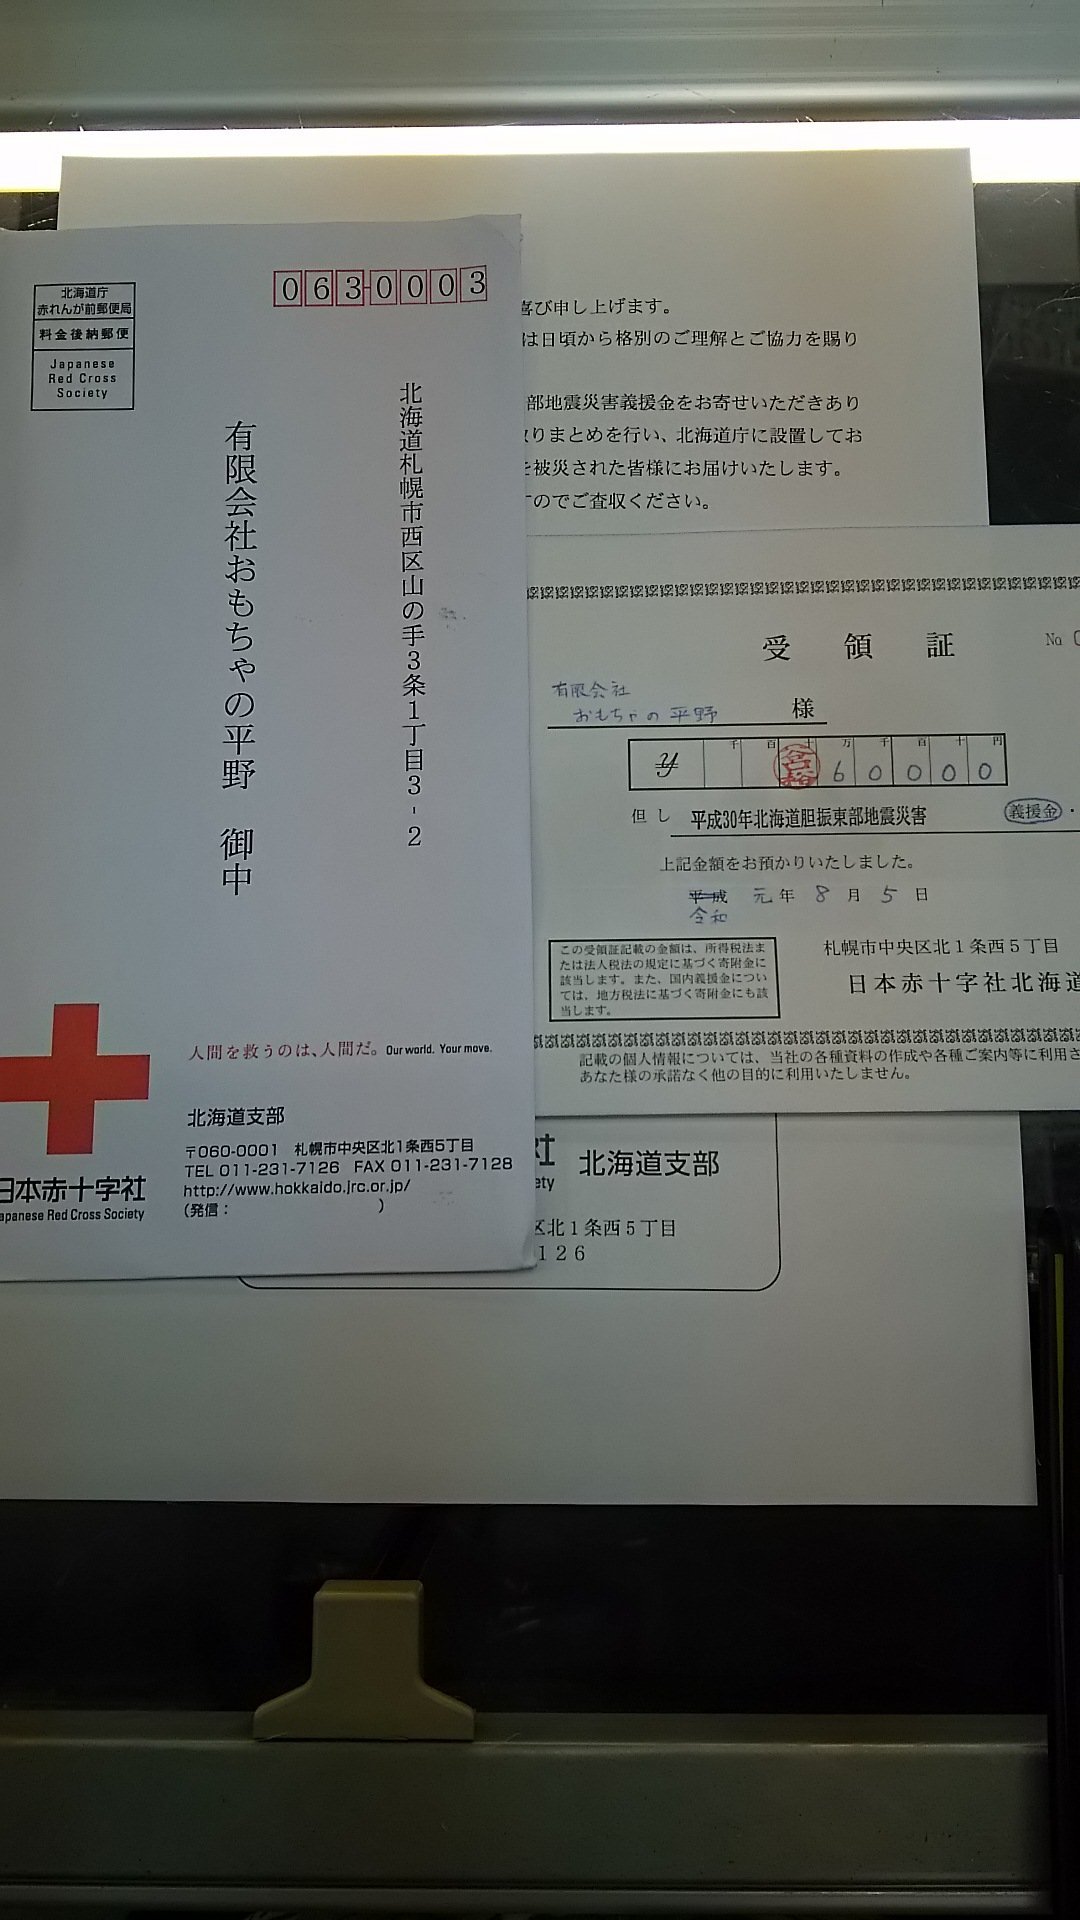 北海道庁
赤れんが前郵便局
料金後納郵便
Japanese
Red Cross
Society
063-0003
北海道札幌市西区山の手3条1丁目3-2
有限会社おもちゃの平野 御中
人間を救うのは、人間だ。Our world. Your move.
北海道支部
〒060-0001 札幌市中央区北1条西5丁目
TEL 011-231-7126 FAX 011-231-7128
http://www.hokkaido.jrc.or.jp/
(発信: )
日本赤十字社
Japanese Red Cross Society
喜び申し上げます。
は日頃から格別のご理解とご協力を賜り
部地震災害義援金をお寄せいただきあり
りまとめを行い、北海道庁に設置してお
を被災された皆様にお届けいたします。
すのでご査収ください。
受領証
No 0
有限会社
おもちゃの平野 様
千 百 十 万 千 百 十 円
¥ 6 0 0 0 0
但し 平成30年北海道胆振東部地震災害 義援金・
上記金額をお預かりいたしました。
平成 元年 8月 5日
令和
この受領証記載の金額は、所得税法ま
たは法人税法の規定に基づく寄附金に
該当します。また、国内義援金につい
ては、地方税法に基づく寄附金にも該
当します。
札幌市中央区北1条西5丁目
日本赤十字社北海道
記載の個人情報については、当社の各種資料の作成や各種ご案内等に利用さ
あなた様の承諾なく他の目的に利用いたしません。
社 北海道支部
ety
区北1条西5丁目
126